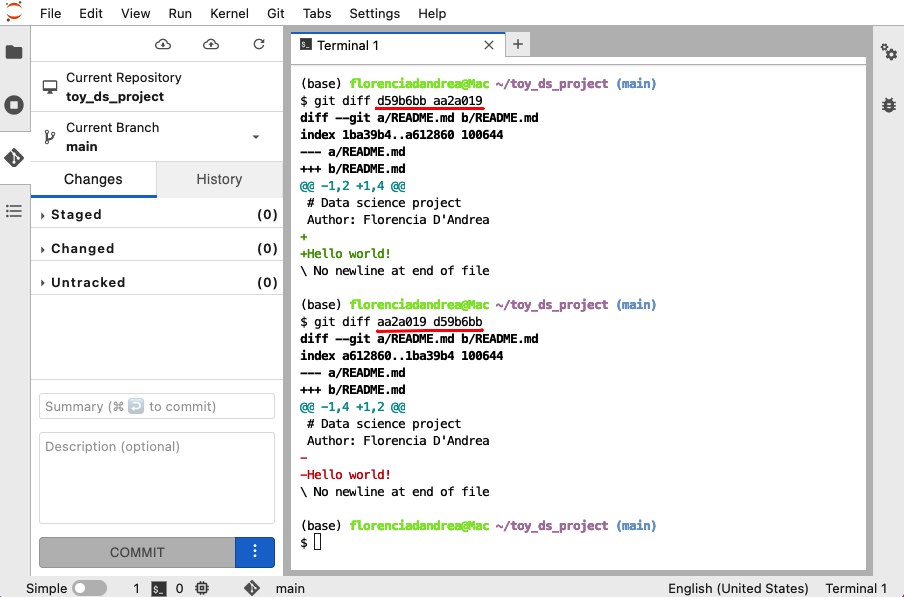 File Edit View Run Kernel Git Tabs Settings Help
Current Repository
toy_ds_project
Current Branch
main
Changes History
Staged (0)
Changed (0)
Untracked (0)
Summary (⌘ ↩ to commit)
Description (optional)
COMMIT
Terminal 1
(base) florenciadandrea@Mac ~/toy_ds_project (main)
$ git diff d59b6bb aa2a019
diff --git a/README.md b/README.md
index 1ba39b4..a612860 100644
--- a/README.md
+++ b/README.md
@@ -1,2 +1,4 @@
# Data science project
Author: Florencia D'Andrea
+
+Hello world!
\ No newline at end of file
(base) florenciadandrea@Mac ~/toy_ds_project (main)
$ git diff aa2a019 d59b6bb
diff --git a/README.md b/README.md
index a612860..1ba39b4 100644
--- a/README.md
+++ b/README.md
@@ -1,4 +1,2 @@
# Data science project
Author: Florencia D'Andrea
-
-Hello world!
\ No newline at end of file
(base) florenciadandrea@Mac ~/toy_ds_project (main)
$
Simple 1 $_ 0 main English (United States) Terminal 1